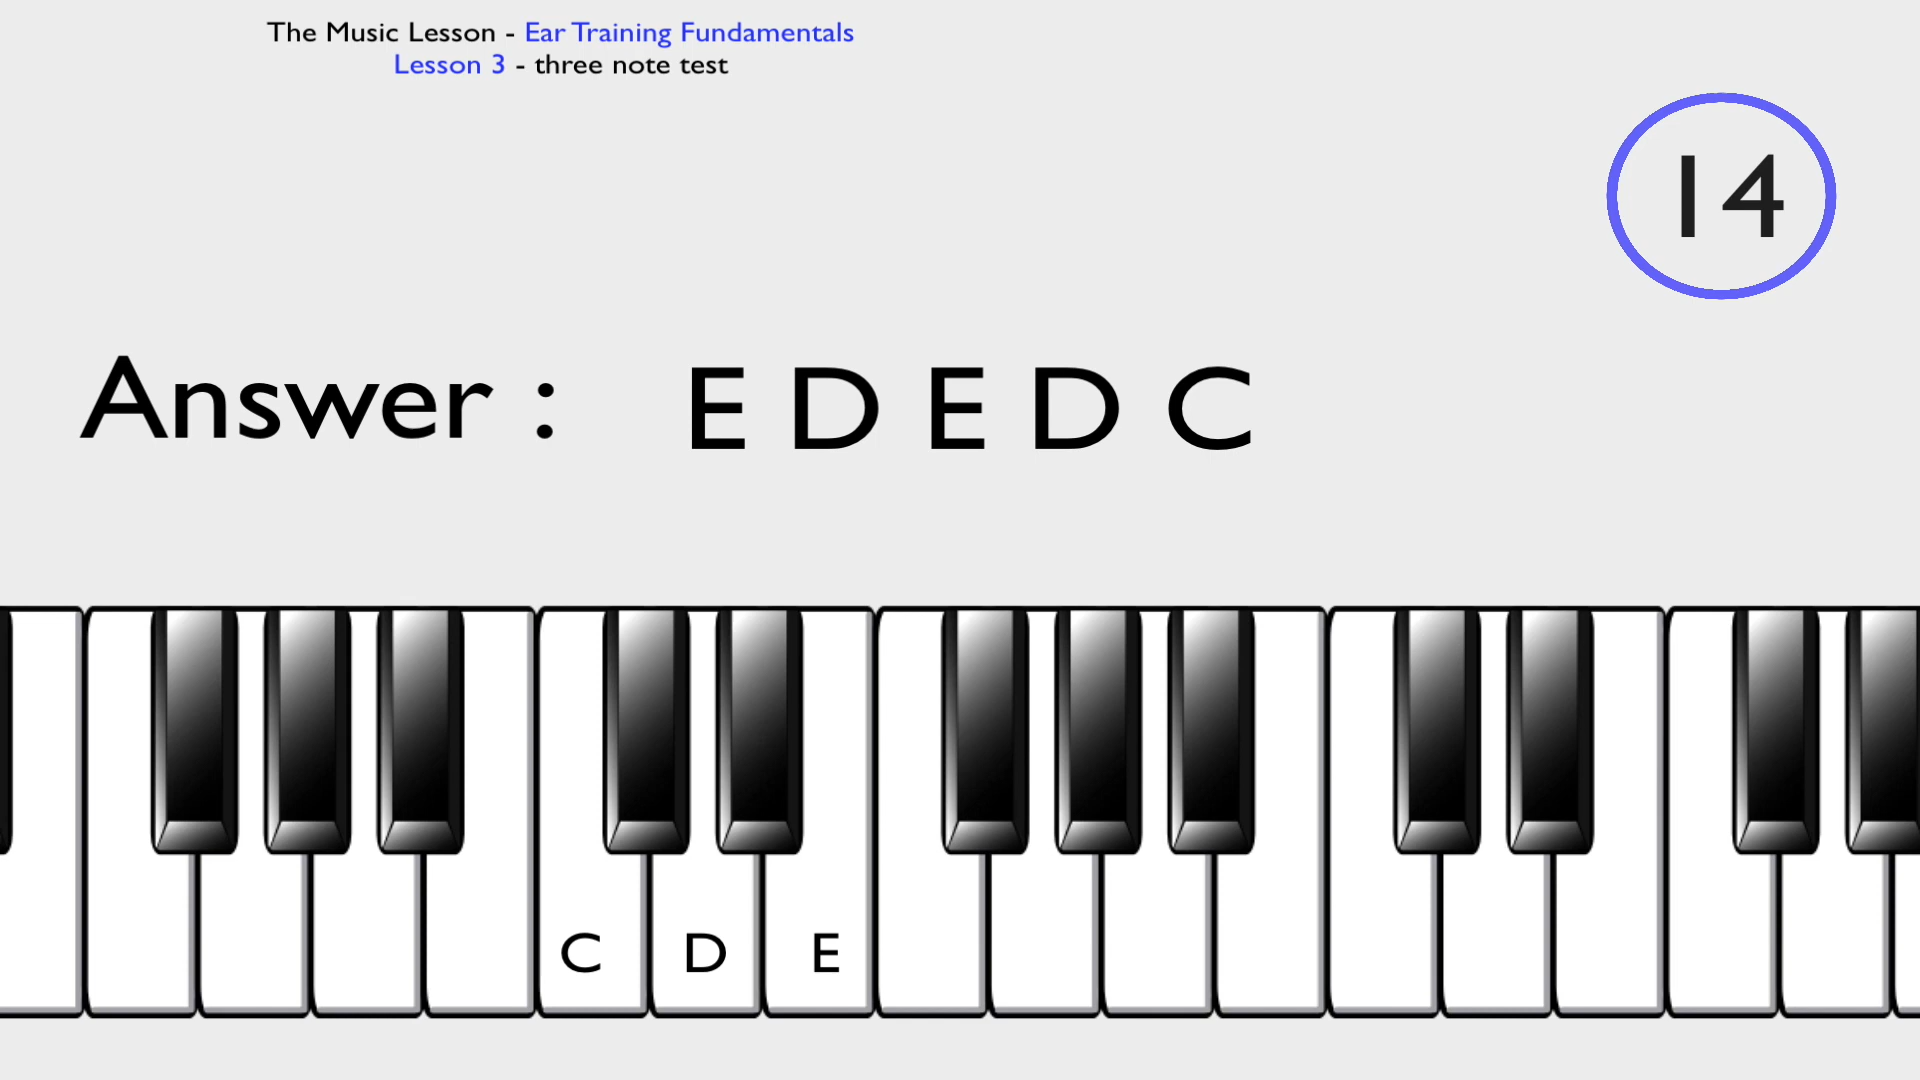 The Music Lesson - Ear Training Fundamentals
Lesson 3 - three note test
14
Answer : E D E D C
C D E